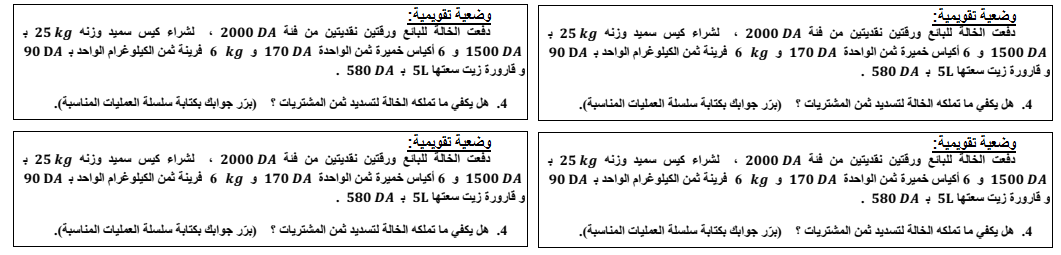 وضعية تقويمية:
دفعت الخالة للبائع ورقتين نقديتين من فئة 2000 DA ، لشراء كيس سميد وزنه 25 kg بـ
1500 DA و 6 أكياس خميرة ثمن الواحدة 170 DA و 6 kg فرينة ثمن الكيلوغرام الواحد بـ 90 DA
و قارورة زيت سعتها 5L بـ 580 DA .
4. هل يكفي ما تملكه الخالة لتسديد ثمن المشتريات ؟ (برّر جوابك بكتابة سلسلة العمليات المناسبة).
وضعية تقويمية:
دفعت الخالة للبائع ورقتين نقديتين من فئة 2000 DA ، لشراء كيس سميد وزنه 25 kg بـ
1500 DA و 6 أكياس خميرة ثمن الواحدة 170 DA و 6 kg فرينة ثمن الكيلوغرام الواحد بـ 90 DA
و قارورة زيت سعتها 5L بـ 580 DA .
4. هل يكفي ما تملكه الخالة لتسديد ثمن المشتريات ؟ (برّر جوابك بكتابة سلسلة العمليات المناسبة).
وضعية تقويمية:
دفعت الخالة للبائع ورقتين نقديتين من فئة 2000 DA ، لشراء كيس سميد وزنه 25 kg بـ
1500 DA و 6 أكياس خميرة ثمن الواحدة 170 DA و 6 kg فرينة ثمن الكيلوغرام الواحد بـ 90 DA
و قارورة زيت سعتها 5L بـ 580 DA .
4. هل يكفي ما تملكه الخالة لتسديد ثمن المشتريات ؟ (برّر جوابك بكتابة سلسلة العمليات المناسبة).
وضعية تقويمية:
دفعت الخالة للبائع ورقتين نقديتين من فئة 2000 DA ، لشراء كيس سميد وزنه 25 kg بـ
1500 DA و 6 أكياس خميرة ثمن الواحدة 170 DA و 6 kg فرينة ثمن الكيلوغرام الواحد بـ 90 DA
و قارورة زيت سعتها 5L بـ 580 DA .
4. هل يكفي ما تملكه الخالة لتسديد ثمن المشتريات ؟ (برّر جوابك بكتابة سلسلة العمليات المناسبة).